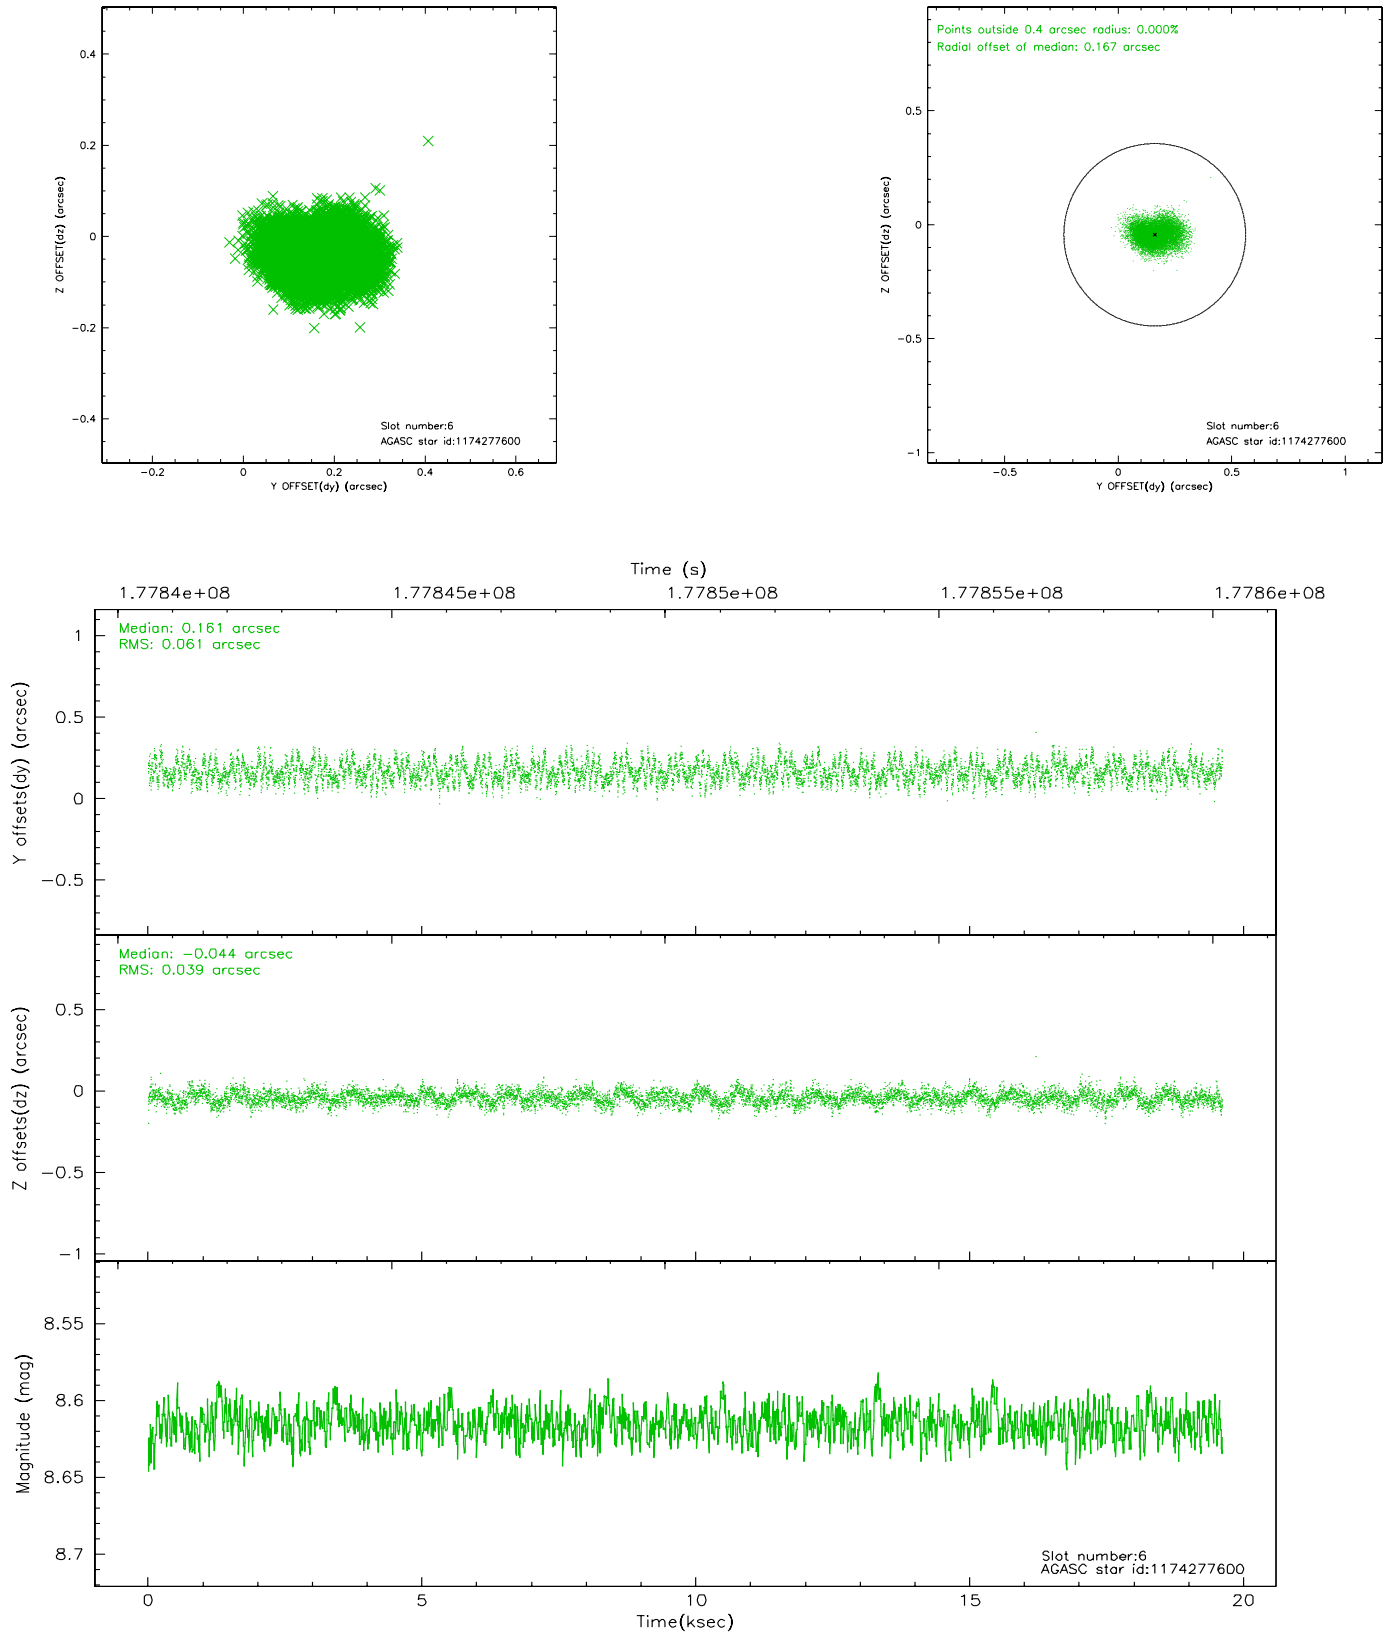 0.4
0.2
0
-0.2
-0.4
Z OFFSET(dz) (arcsec)
Slot number:6
AGASC star id:1174277600
-0.2 0 0.2 0.4 0.6
Y OFFSET(dy) (arcsec)
Points outside 0.4 arcsec radius: 0.000%
Radial offset of median: 0.167 arcsec
0.5
0
-0.5
-1
Z OFFSET(dz) (arcsec)
Slot number:6
AGASC star id:1174277600
-0.5 0 0.5 1
Y OFFSET(dy) (arcsec)
Time (s)
1.7784e+08 1.77845e+08 1.7785e+08 1.77855e+08 1.7786e+08
Median: 0.161 arcsec
RMS: 0.061 arcsec
1
0.5
0
-0.5
Y offsets(dy) (arcsec)
Median: -0.044 arcsec
RMS: 0.039 arcsec
0.5
0
-0.5
-1
Z offsets(dz) (arcsec)
8.55
8.6
8.65
8.7
Magnitude (mag)
Slot number:6
AGASC star id:1174277600
0 5 10 15 20
Time(ksec)